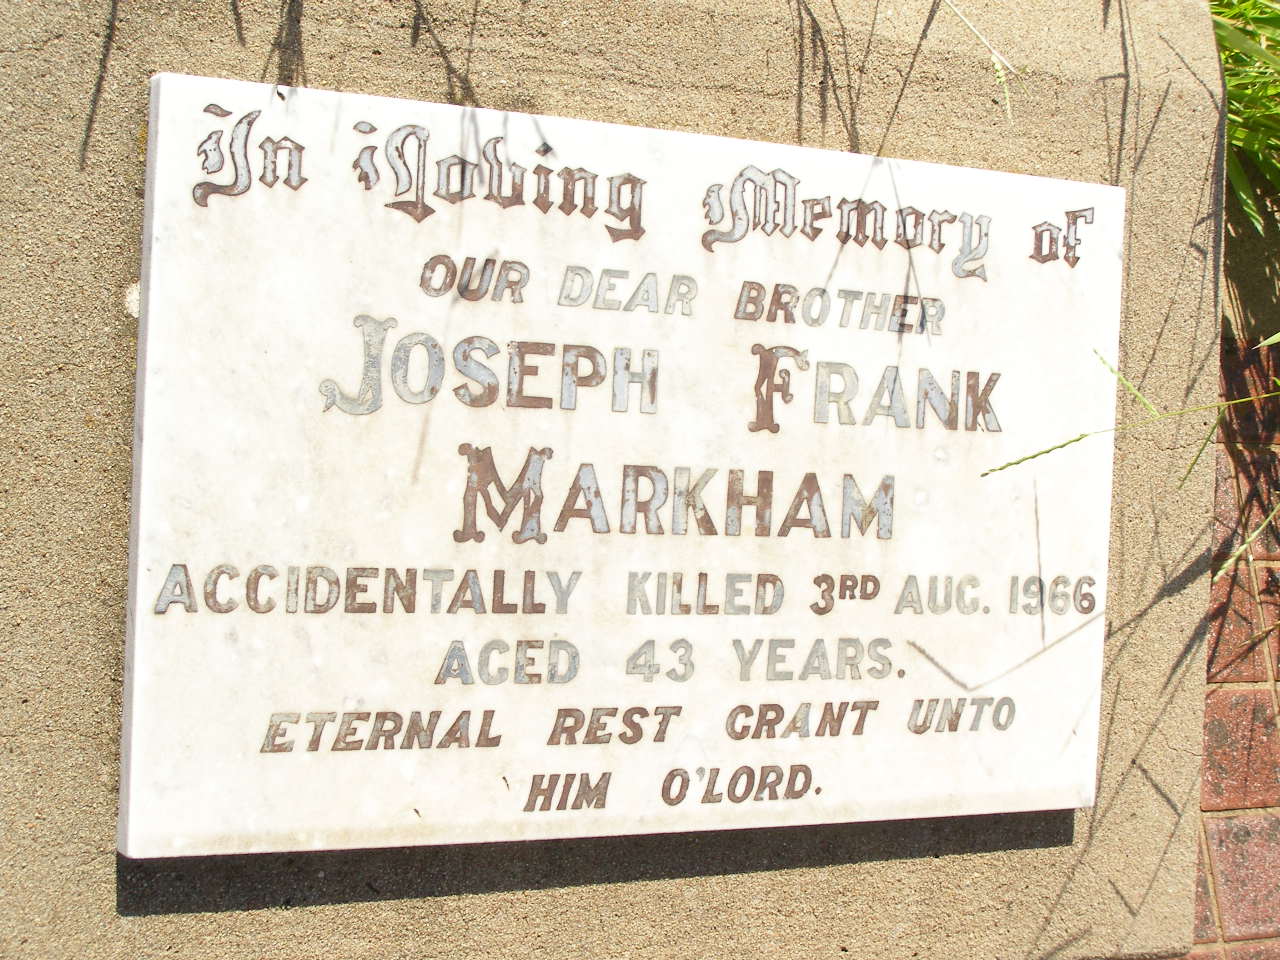 In Loving Memory of
OUR DEAR BROTHER
JOSEPH FRANK
MARKHAM
ACCIDENTALLY KILLED 3RD AUG. 1966
AGED 43 YEARS.
ETERNAL REST GRANT UNTO
HIM O'LORD.